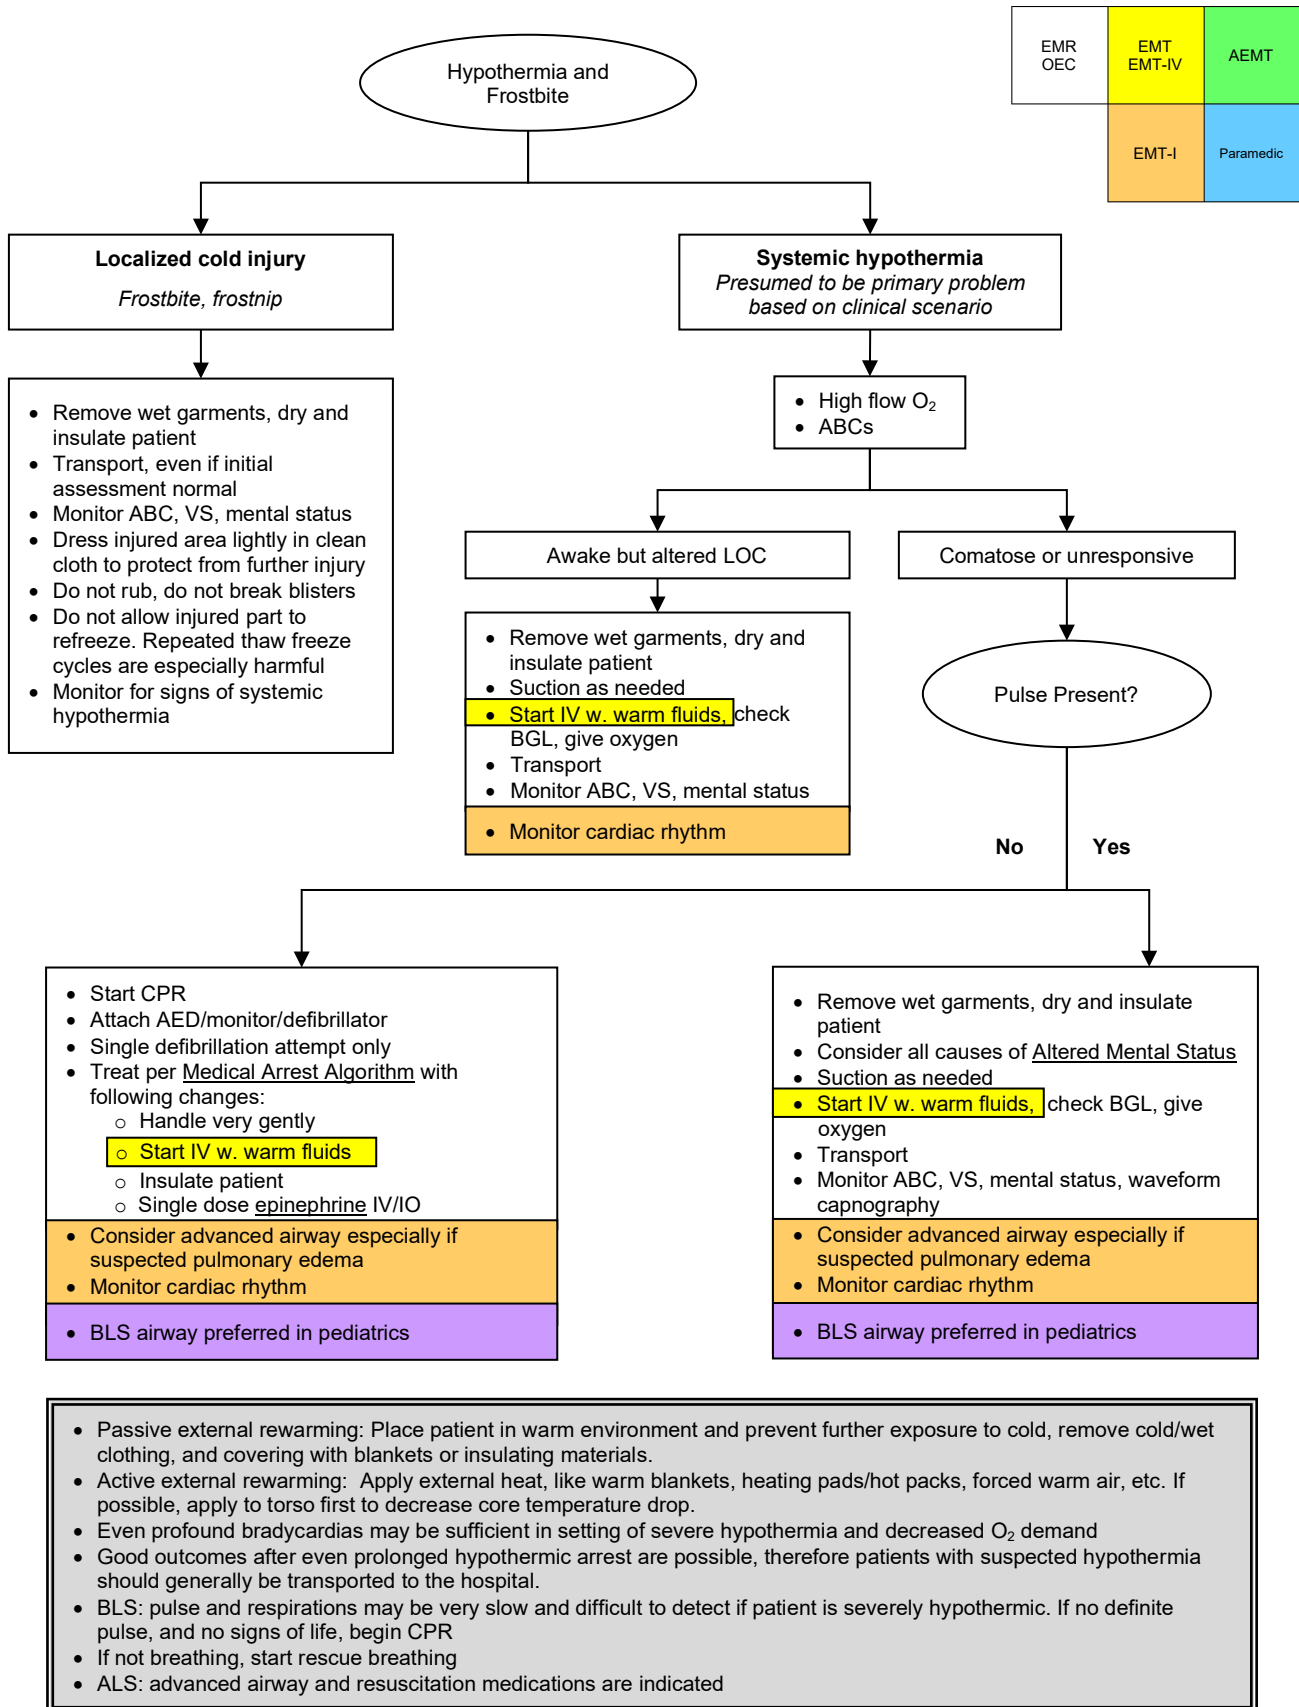 Hypothermia and
Frostbite
EMR
OEC
EMT
EMT-IV
AEMT
EMT-I
Paramedic
Localized cold injury
Frostbite, frostnip
Systemic hypothermia
Presumed to be primary problem
based on clinical scenario
• Remove wet garments, dry and
insulate patient
• Transport, even if initial
assessment normal
• Monitor ABC, VS, mental status
• Dress injured area lightly in clean
cloth to protect from further injury
• Do not rub, do not break blisters
• Do not allow injured part to
refreeze. Repeated thaw freeze
cycles are especially harmful
• Monitor for signs of systemic
hypothermia
• High flow O₂
• ABCs
Awake but altered LOC
Comatose or unresponsive
• Remove wet garments, dry and
insulate patient
• Suction as needed
• Start IV w. warm fluids, check
BGL, give oxygen
• Transport
• Monitor ABC, VS, mental status
• Monitor cardiac rhythm
Pulse Present?
No
Yes
• Start CPR
• Attach AED/monitor/defibrillator
• Single defibrillation attempt only
• Treat per Medical Arrest Algorithm with
following changes:
o Handle very gently
o Start IV w. warm fluids
o Insulate patient
o Single dose epinephrine IV/IO
• Consider advanced airway especially if
suspected pulmonary edema
• Monitor cardiac rhythm
• BLS airway preferred in pediatrics
• Remove wet garments, dry and insulate
patient
• Consider all causes of Altered Mental Status
• Suction as needed
• Start IV w. warm fluids, check BGL, give
oxygen
• Transport
• Monitor ABC, VS, mental status, waveform
capnography
• Consider advanced airway especially if
suspected pulmonary edema
• Monitor cardiac rhythm
• BLS airway preferred in pediatrics
• Passive external rewarming: Place patient in warm environment and prevent further exposure to cold, remove cold/wet
clothing, and covering with blankets or insulating materials.
• Active external rewarming: Apply external heat, like warm blankets, heating pads/hot packs, forced warm air, etc. If
possible, apply to torso first to decrease core temperature drop.
• Even profound bradycardias may be sufficient in setting of severe hypothermia and decreased O₂ demand
• Good outcomes after even prolonged hypothermic arrest are possible, therefore patients with suspected hypothermia
should generally be transported to the hospital.
• BLS: pulse and respirations may be very slow and difficult to detect if patient is severely hypothermic. If no definite
pulse, and no signs of life, begin CPR
• If not breathing, start rescue breathing
• ALS: advanced airway and resuscitation medications are indicated